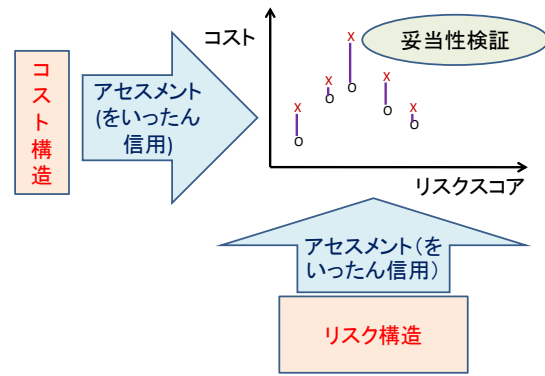 コスト
妥当性検証
コスト構造
アセスメント
(をいったん
信用)
X
X
X
X
X
O
O
O
O
O
リスクスコア
アセスメント(を
いったん信用)
リスク構造